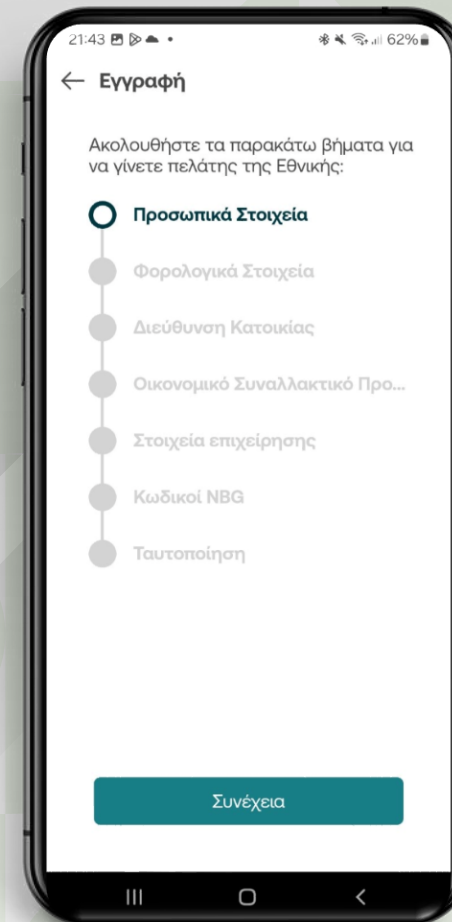 21:43
62%
Εγγραφή
Ακολουθήστε τα παρακάτω βήματα για
να γίνετε πελάτης της Εθνικής:
Προσωπικά Στοιχεία
Φορολογικά Στοιχεία
Διεύθυνση Κατοικίας
Οικονομικό Συναλλακτικό Προ...
Στοιχεία επιχείρησης
Κωδικοί NBG
Ταυτοποίηση
Συνέχεια